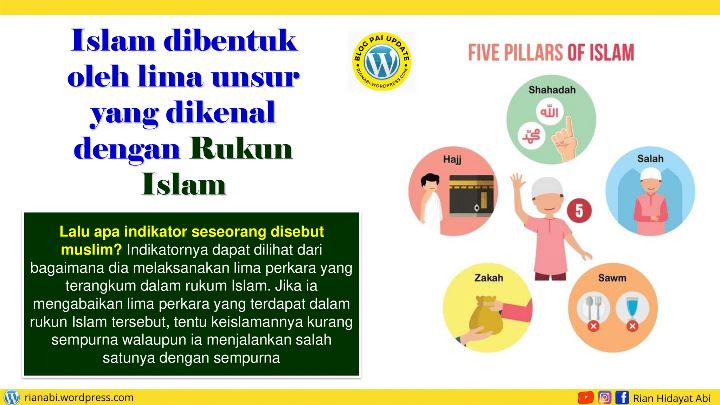 Islam dibentuk
oleh lima unsur
yang dikenal
dengan Rukun
Islam
Lalu apa indikator seseorang disebut
muslim? Indikatornya dapat dilihat dari
bagaimana dia melaksanakan lima perkara yang
terangkum dalam rukum Islam. Jika ia
mengabaikan lima perkara yang terdapat dalam
rukun Islam tersebut, tentu keislamannya kurang
sempurna walaupun ia menjalankan salah
satunya dengan sempurna
BLOG PAI UPDATE
RIANABI.WORDPRESS.COM
FIVE PILLARS OF ISLAM
Shahadah
الله
محمد
Hajj
Salah
5
Zakah
Sawm
rianabi.wordpress.com
Rian Hidayat Abi